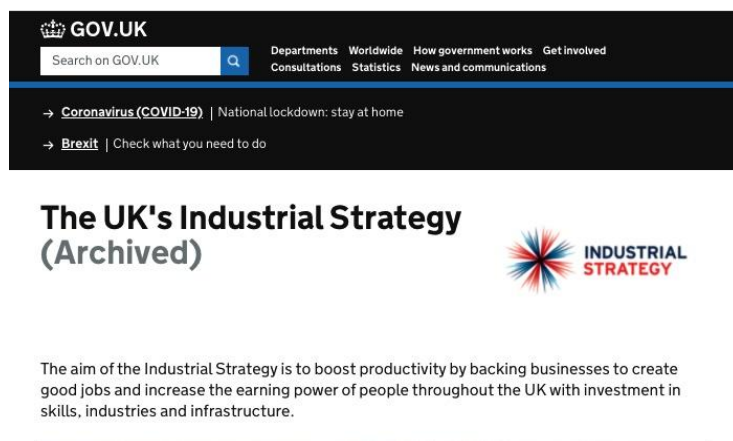 GOV.UK
Search on GOV.UK
Departments Worldwide How government works Get involved
Consultations Statistics News and communications
→ Coronavirus (COVID-19) | National lockdown: stay at home
→ Brexit | Check what you need to do
The UK's Industrial Strategy
(Archived)
INDUSTRIAL
STRATEGY
The aim of the Industrial Strategy is to boost productivity by backing businesses to create
good jobs and increase the earning power of people throughout the UK with investment in
skills, industries and infrastructure.